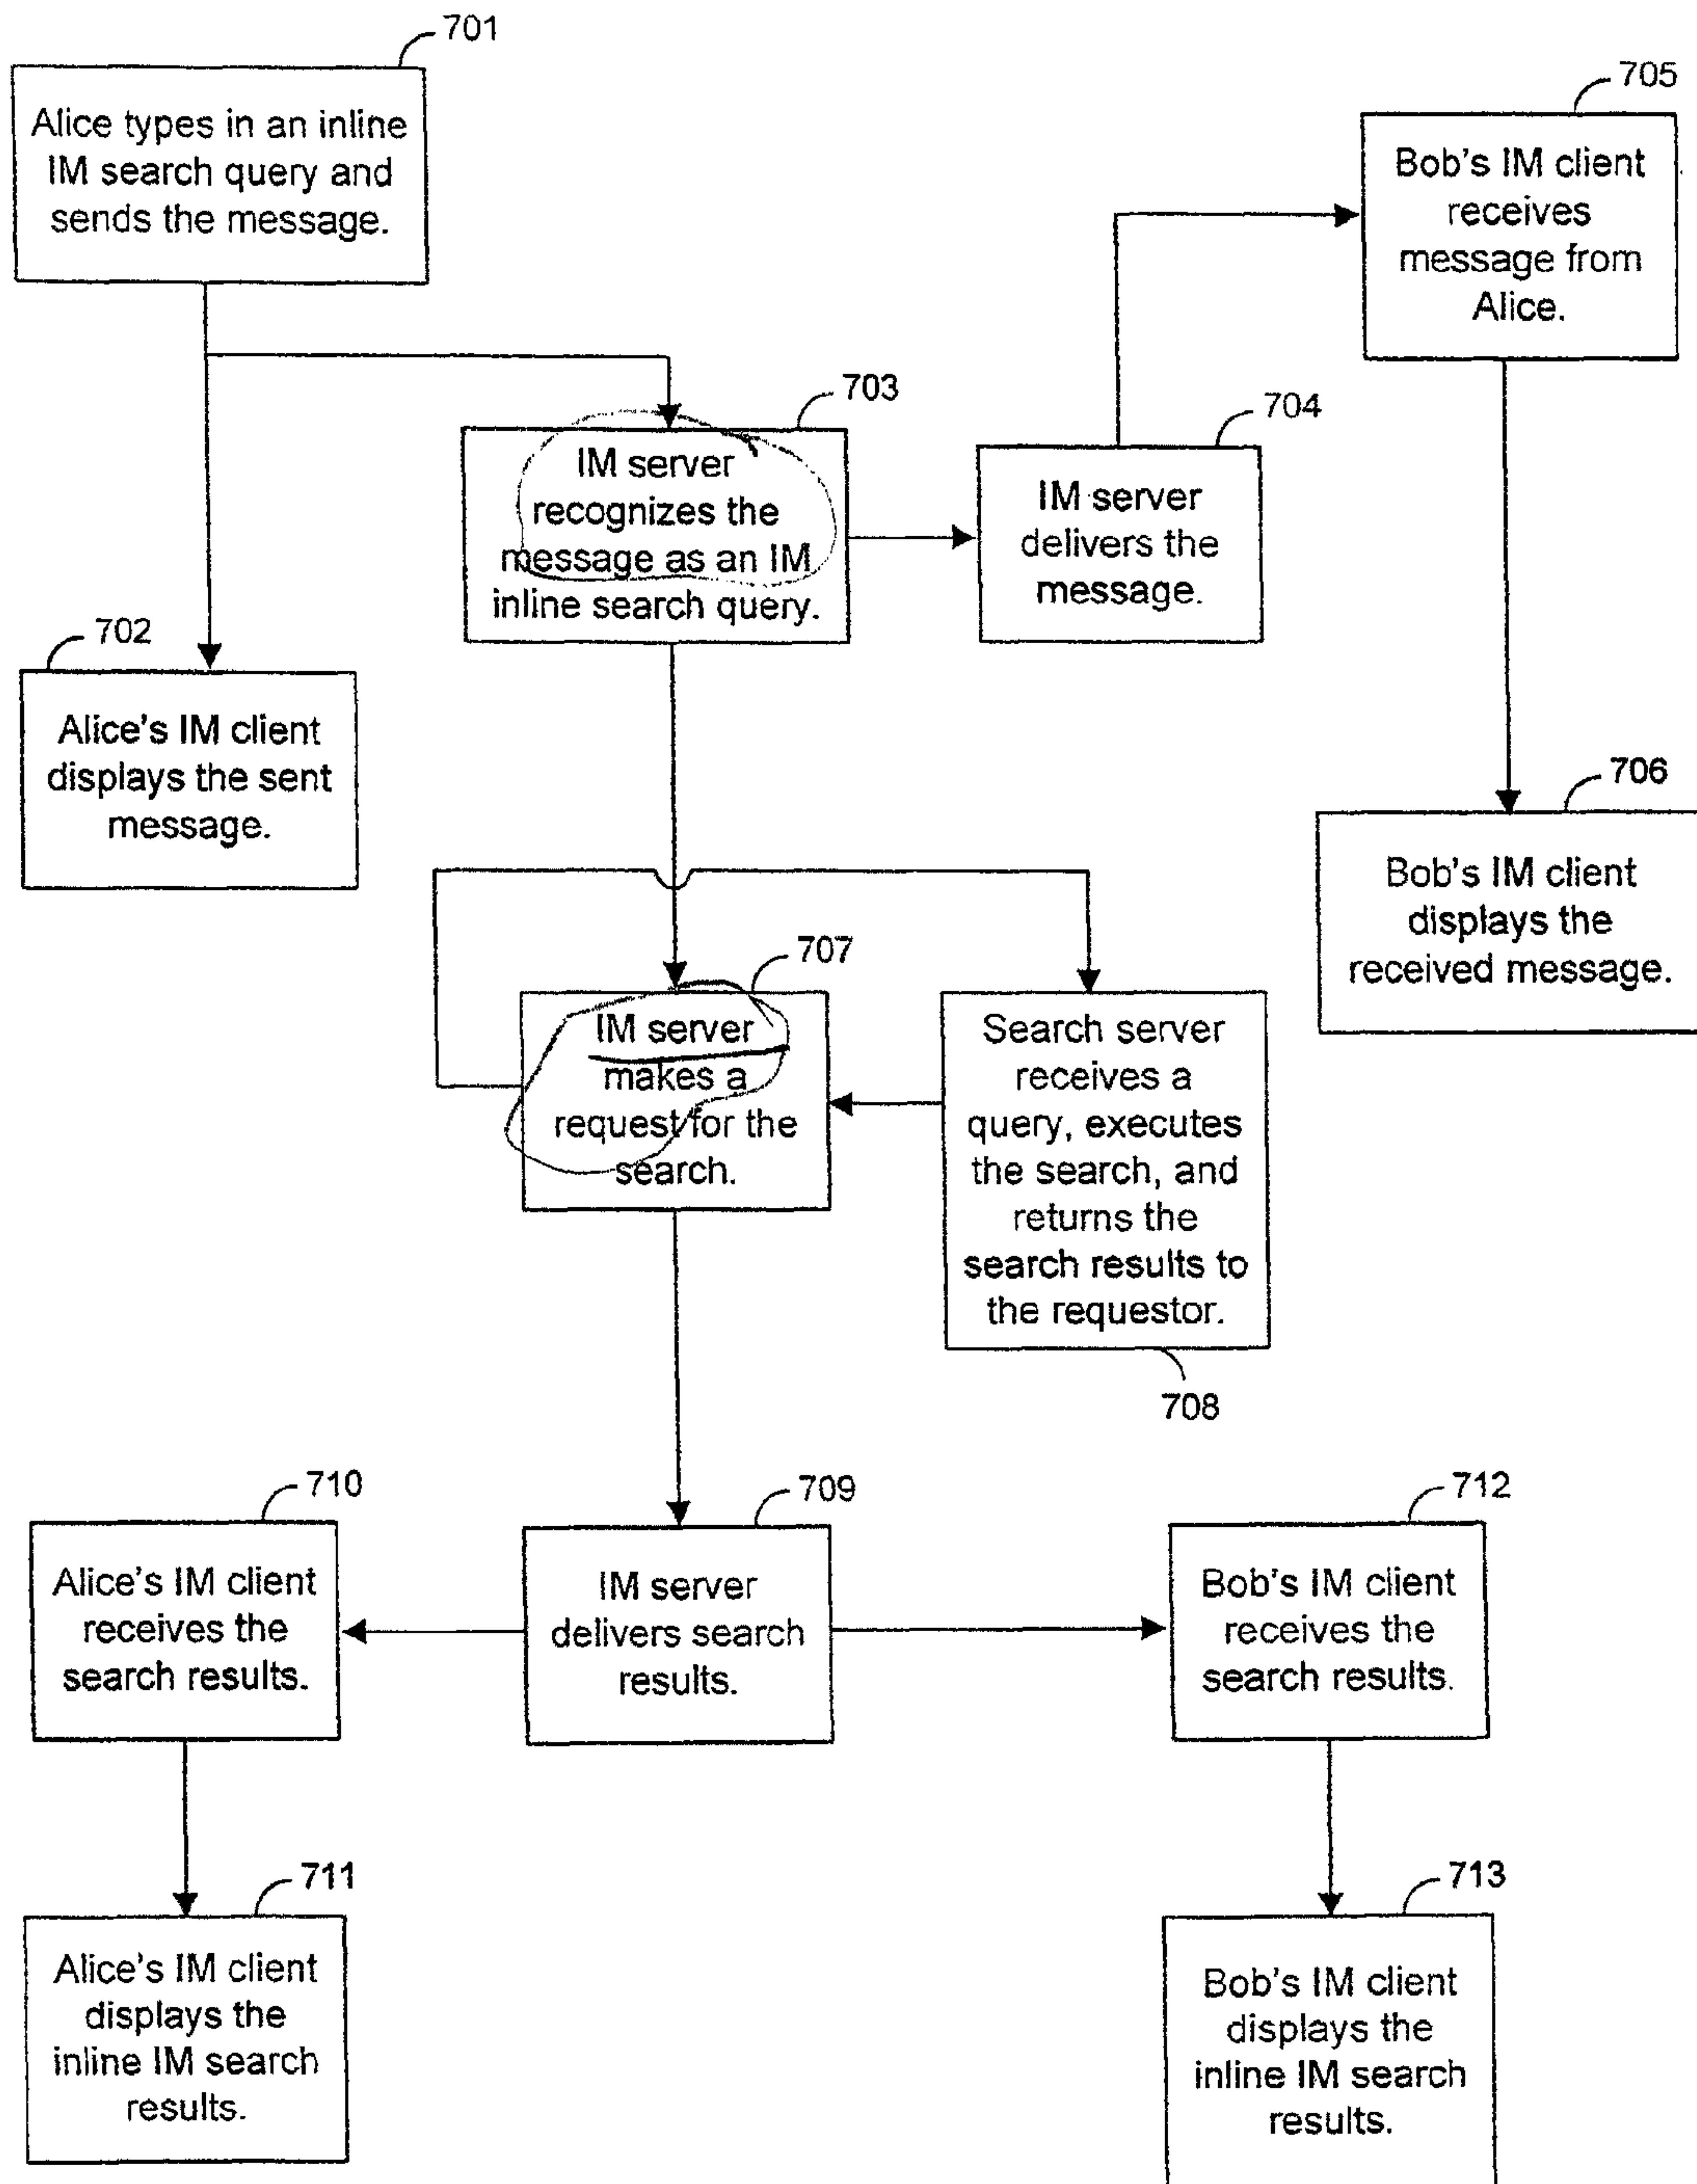 701
Alice types in an inline
IM search query and
sends the message.
705
Bob's IM client
receives
message from
Alice.
703
IM server
recognizes the
message as an IM
inline search query.
704
IM server
delivers the
message.
702
Alice's IM client
displays the sent
message.
706
Bob's IM client
displays the
received message.
707
IM server
makes a
request for the
search.
Search server
receives a
query, executes
the search, and
returns the
search results to
the requestor.
708
710
Alice's IM client
receives the
search results.
709
IM server
delivers search
results.
712
Bob's IM client
receives the
search results.
711
Alice's IM client
displays the
inline IM search
results.
713
Bob's IM client
displays the
inline IM search
results.